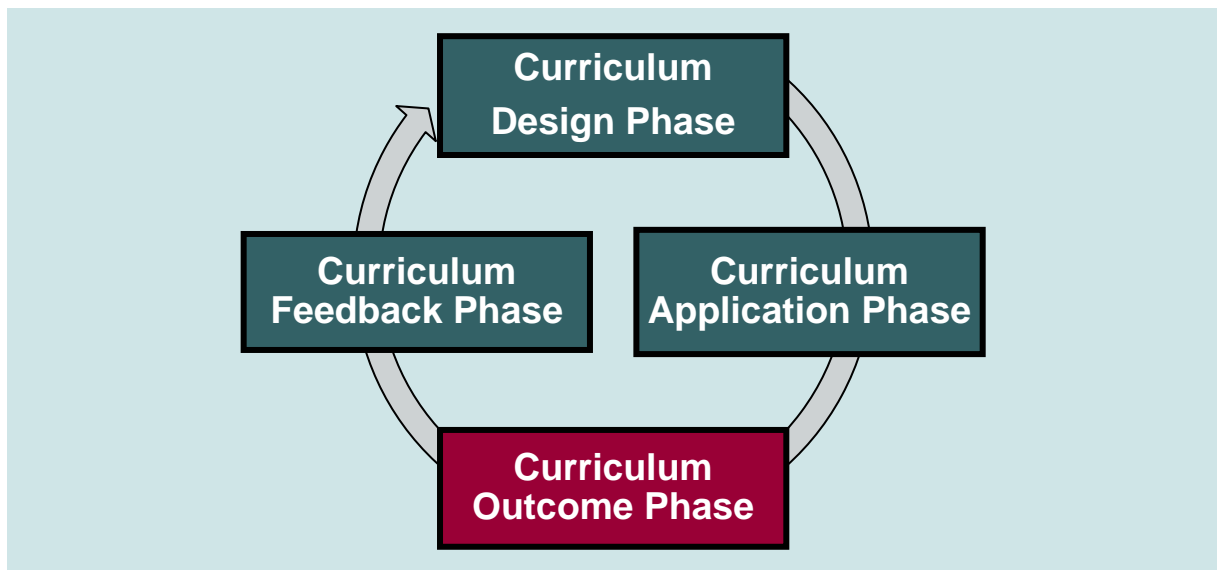 Curriculum
Design Phase
Curriculum
Feedback Phase
Curriculum
Application Phase
Curriculum
Outcome Phase